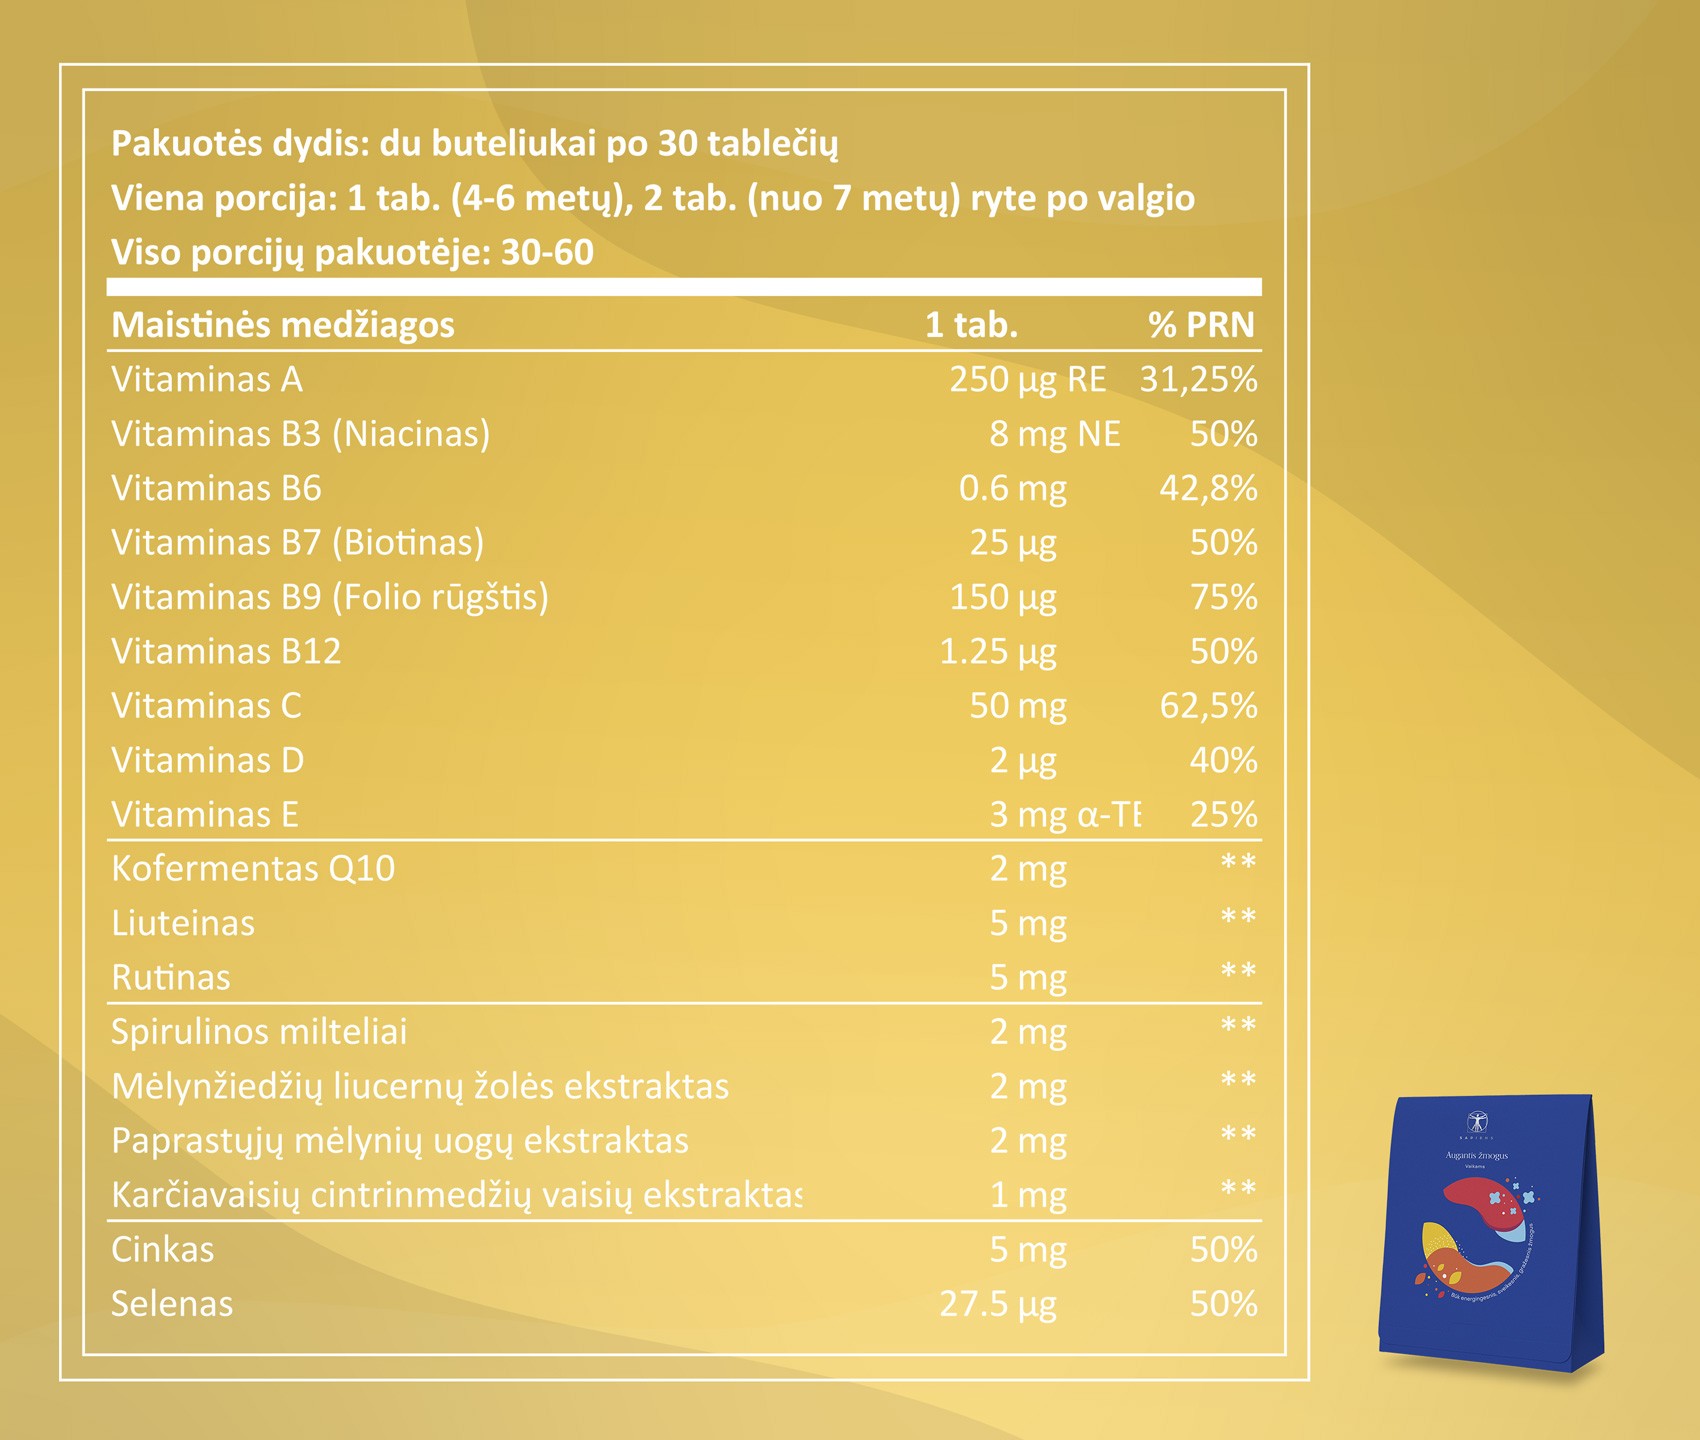 Pakuotės dydis: du buteliukai po 30 tablečių
Viena porcija: 1 tab. (4-6 metų), 2 tab. (nuo 7 metų) ryte po valgio
Viso porcijų pakuotėje: 30-60
Maistinės medžiagos 1 tab. % PRN
Vitaminas A 250 µg RE 31,25%
Vitaminas B3 (Niacinas) 8 mg NE 50%
Vitaminas B6 0.6 mg 42,8%
Vitaminas B7 (Biotinas) 25 µg 50%
Vitaminas B9 (Folio rūgštis) 150 µg 75%
Vitaminas B12 1.25 µg 50%
Vitaminas C 50 mg 62,5%
Vitaminas D 2 µg 40%
Vitaminas E 3 mg α-TE 25%
Kofermentas Q10 2 mg **
Liuteinas 5 mg **
Rutinas 5 mg **
Spirulinos milteliai 2 mg **
Mėlynžiedžių liucernų žolės ekstraktas 2 mg **
Paprastųjų mėlynių uogų ekstraktas 2 mg **
Karčiavaisių cintrinmedžių vaisių ekstraktas 1 mg **
Cinkas 5 mg 50%
Selenas 27.5 µg 50%
SAPIENS
Augantis žmogus
Vaikams
Būk energingesnis, sveikesnis, gražesnis žmogus